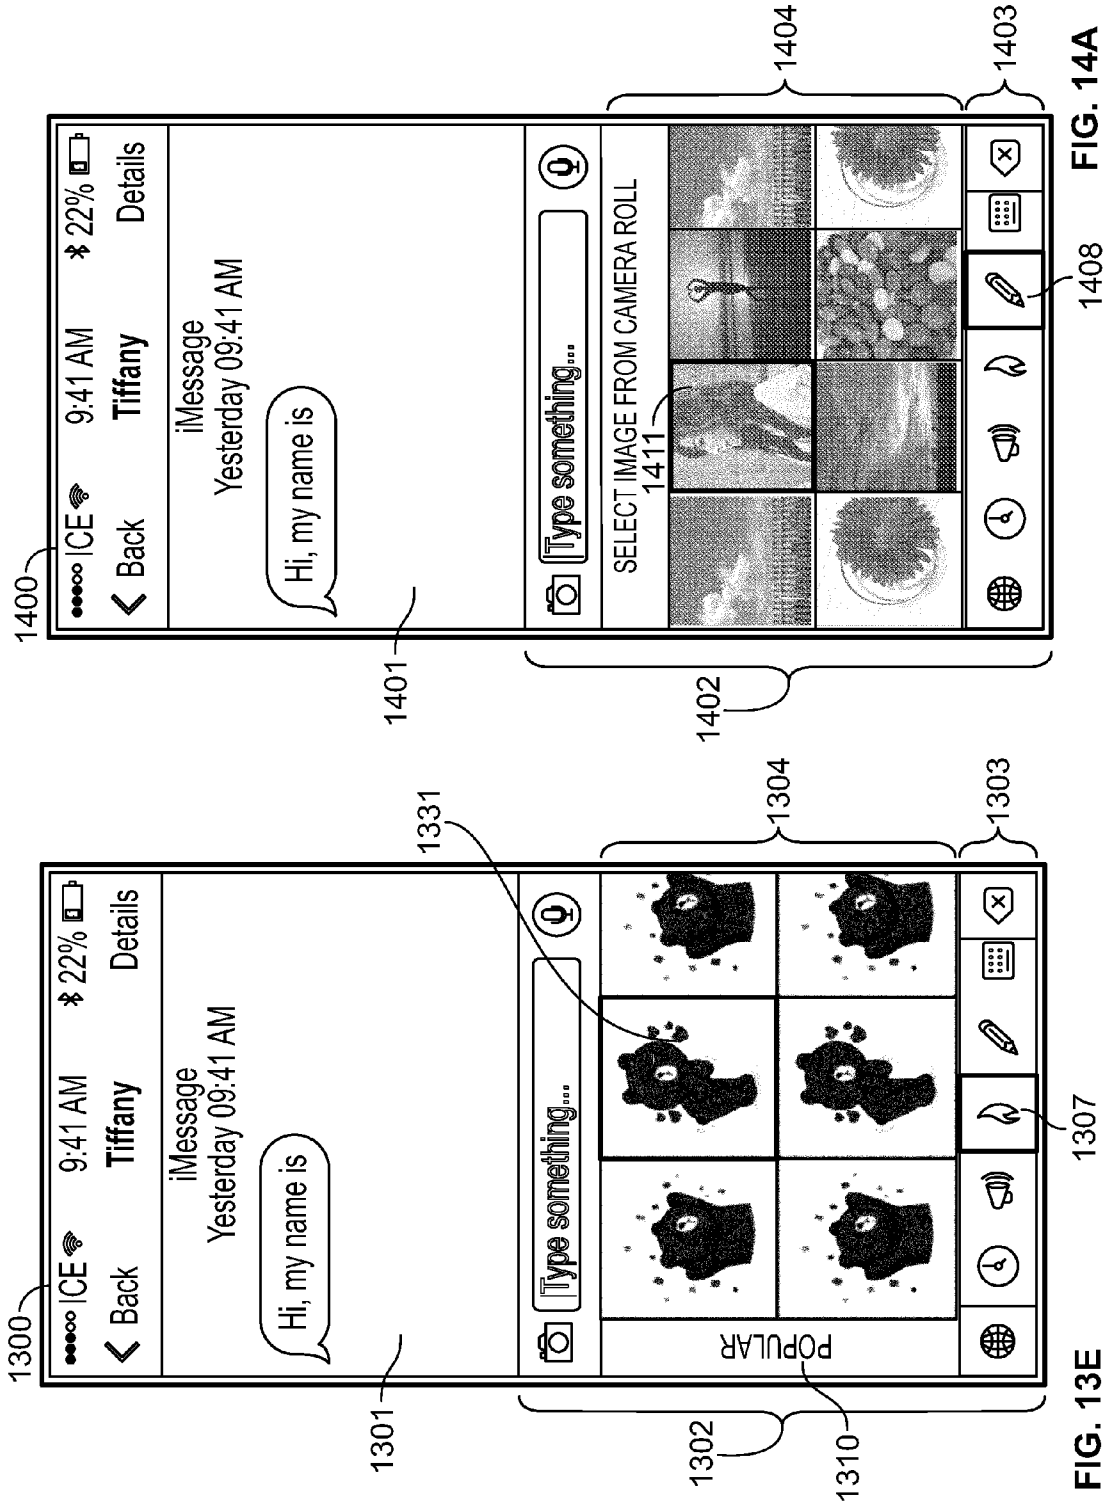 1300
ICE
9:41 AM
22%
Back
Tiffany
Details
iMessage
Yesterday 09:41 AM
Hi, my name is
1301
1331
Type something...
1302
1304
POPULAR
1310
1303
1307
FIG. 13E
1400
ICE
9:41 AM
22%
Back
Tiffany
Details
iMessage
Yesterday 09:41 AM
Hi, my name is
1401
Type something...
1402
SELECT IMAGE FROM CAMERA ROLL
1411
1404
1403
1408
FIG. 14A